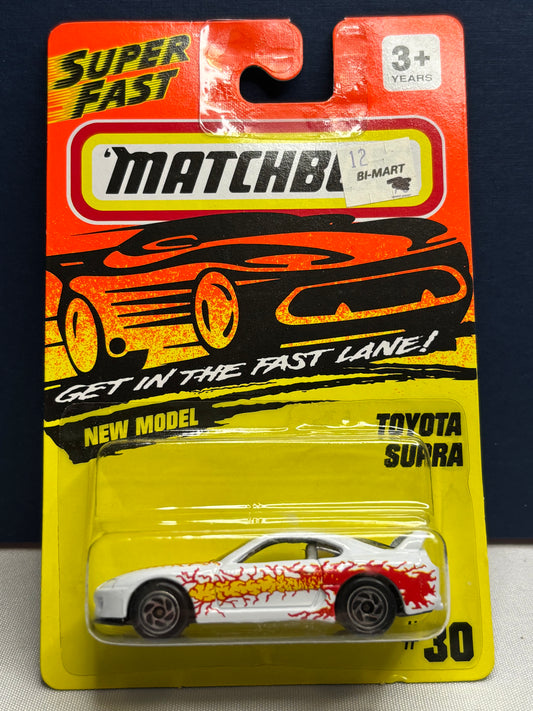 SUPER
FAST
3+
YEARS
'MATCHB
12
BI-MART
GET IN THE FAST LANE!
NEW MODEL
TOYOTA
SUPRA
#30